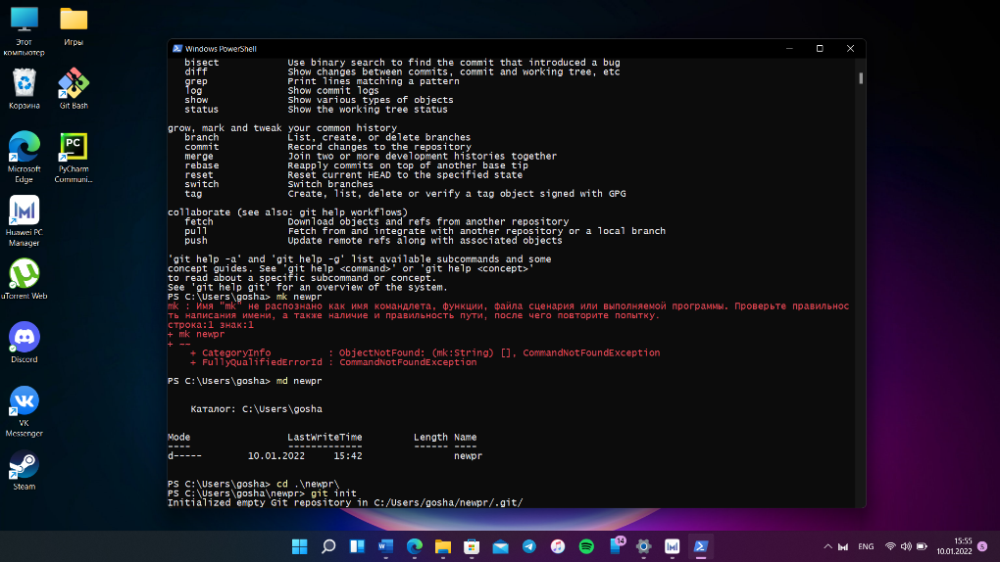 Этот компьютер
Игры
Корзина
Git Bash
PC
Microsoft Edge
PyCharm Communi...
Huawei PC Manager
uTorrent Web
Discord
VK Messenger
Steam
Windows PowerShell
bisect Use binary search to find the commit that introduced a bug
diff Show changes between commits, commit and working tree, etc
grep Print lines matching a pattern
log Show commit logs
show Show various types of objects
status Show the working tree status
grow, mark and tweak your common history
branch List, create, or delete branches
commit Record changes to the repository
merge Join two or more development histories together
rebase Reapply commits on top of another base tip
reset Reset current HEAD to the specified state
switch Switch branches
tag Create, list, delete or verify a tag object signed with GPG
collaborate (see also: git help workflows)
fetch Download objects and refs from another repository
pull Fetch from and integrate with another repository or a local branch
push Update remote refs along with associated objects
'git help -a' and 'git help -g' list available subcommands and some
concept guides. See 'git help <command>' or 'git help <concept>'
to read about a specific subcommand or concept.
See 'git help git' for an overview of the system.
PS C:\Users\gosha> mk newpr
mk : Имя "mk" не распознано как имя командлета, функции, файла сценария или выполняемой программы. Проверьте правильнос
ть написания имени, а также наличие и правильность пути, после чего повторите попытку.
строка:1 знак:1
+ mk newpr
+ --
+ CategoryInfo : ObjectNotFound: (mk:String) [], CommandNotFoundException
+ FullyQualifiedErrorId : CommandNotFoundException
PS C:\Users\gosha> md newpr
Каталог: C:\Users\gosha
Mode LastWriteTime Length Name
---- ------------- ------ ----
d----- 10.01.2022 15:42 newpr
PS C:\Users\gosha> cd .\newpr\
PS C:\Users\gosha\newpr> git init
Initialized empty Git repository in C:/Users/gosha/newpr/.git/
14
ENG
15:55
10.01.2022
5